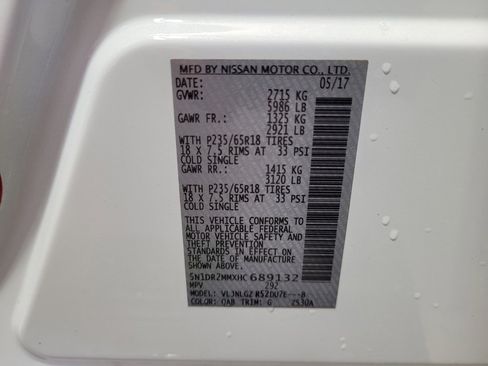 MFD BY NISSAN MOTOR CO., LTD.
DATE: 05/17
GVWR: 2715 KG
5986 LB
GAWR FR.: 1325 KG
2921 LB
WITH P235/65R18 TIRES
18 X 7.5 RIMS AT 33 PSI
COLD SINGLE
GAWR RR.: 1415 KG
3120 LB
WITH P235/65R18 TIRES
18 X 7.5 RIMS AT 33 PSI
COLD SINGLE
THIS VEHICLE CONFORMS TO
ALL APPLICABLE FEDERAL
MOTOR VEHICLE SAFETY AND
THEFT PREVENTION
STANDARDS IN EFFECT ON
THE DATE OF MANUFACTURE
SHOWN ABOVE.
5N1DR2MMXHC689132
MPV 292
MODEL:
COLOR: QAB TRIM: G 2530A